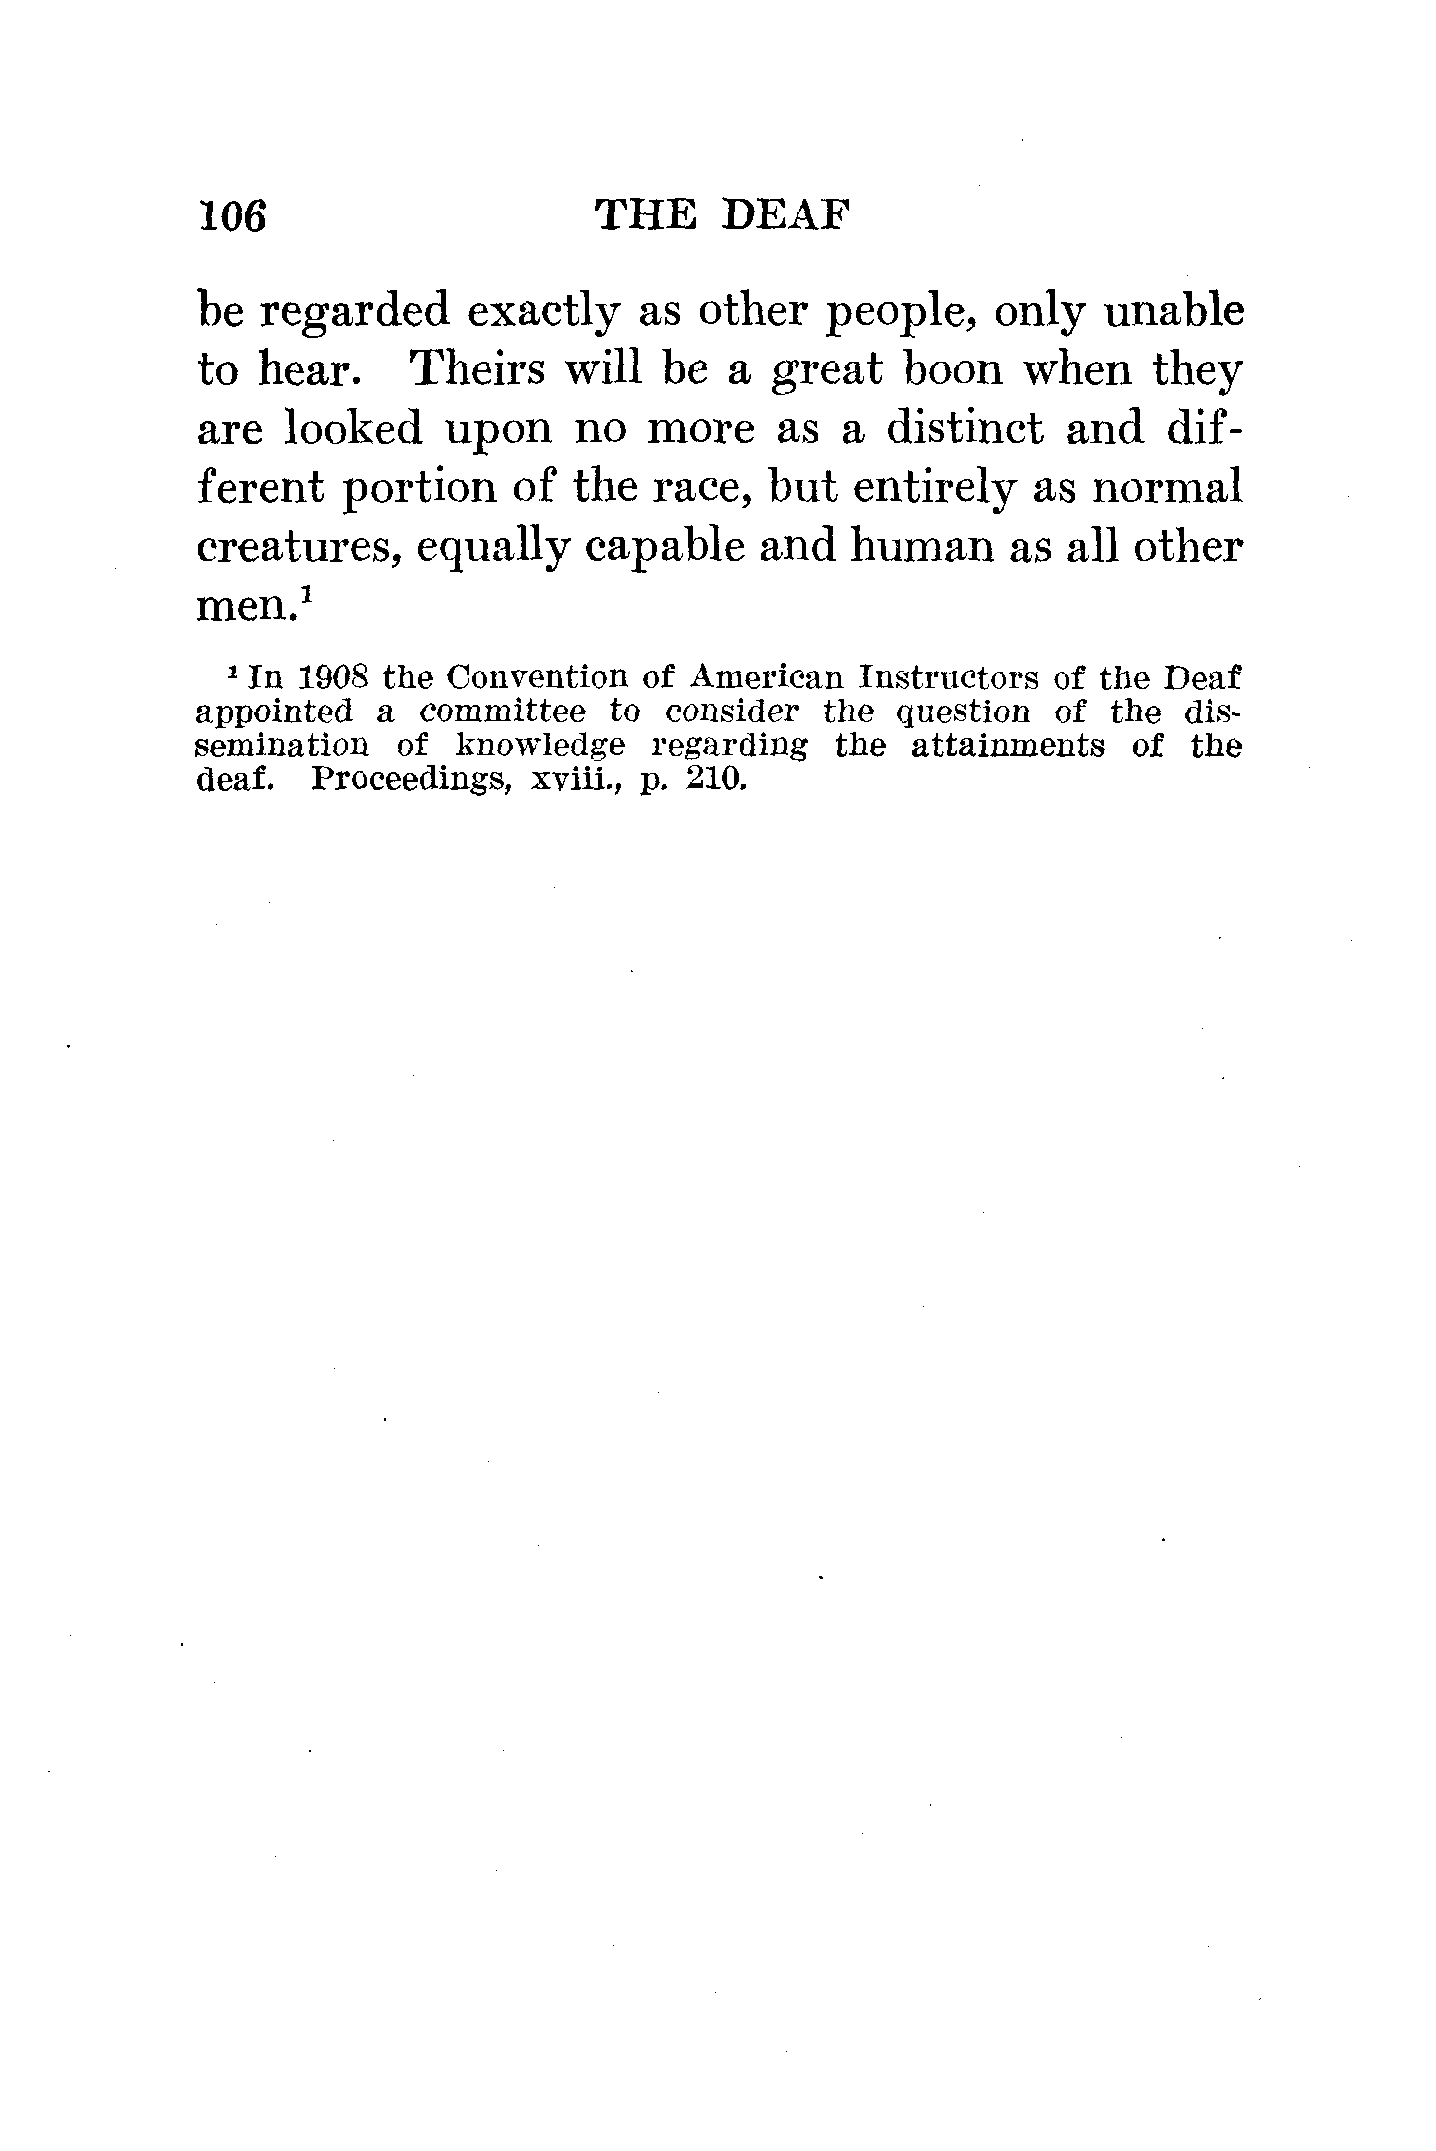 106 THE DEAF
be regarded exactly as other people, only unable
to hear. Theirs will be a great boon when they
are looked upon no more as a distinct and dif-
ferent portion of the race, but entirely as normal
creatures, equally capable and human as all other
men.¹
¹ In 1908 the Convention of American Instructors of the Deaf
appointed a committee to consider the question of the dis-
semination of knowledge regarding the attainments of the
deaf. Proceedings, xviii., p. 210.